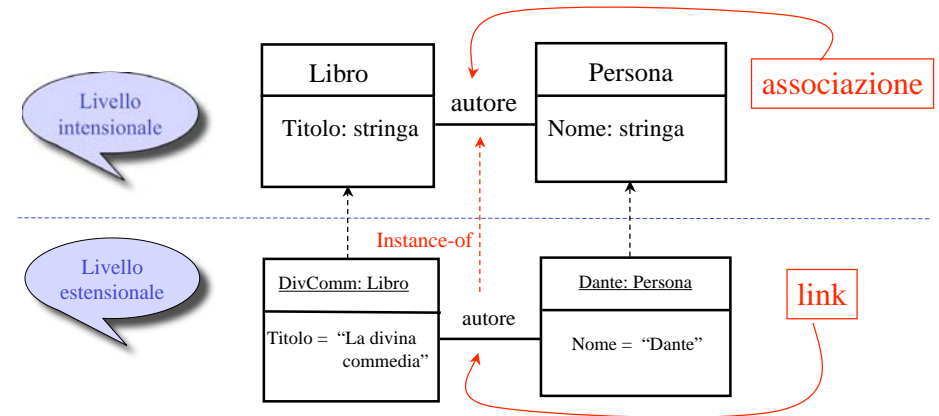 Libro
Persona
associazione
autore
Livello
intensionale
Titolo: stringa
Nome: stringa
Instance-of
Livello
estensionale
DivComm: Libro
Dante: Persona
link
autore
Titolo = “La divina
commedia”
Nome = “Dante”